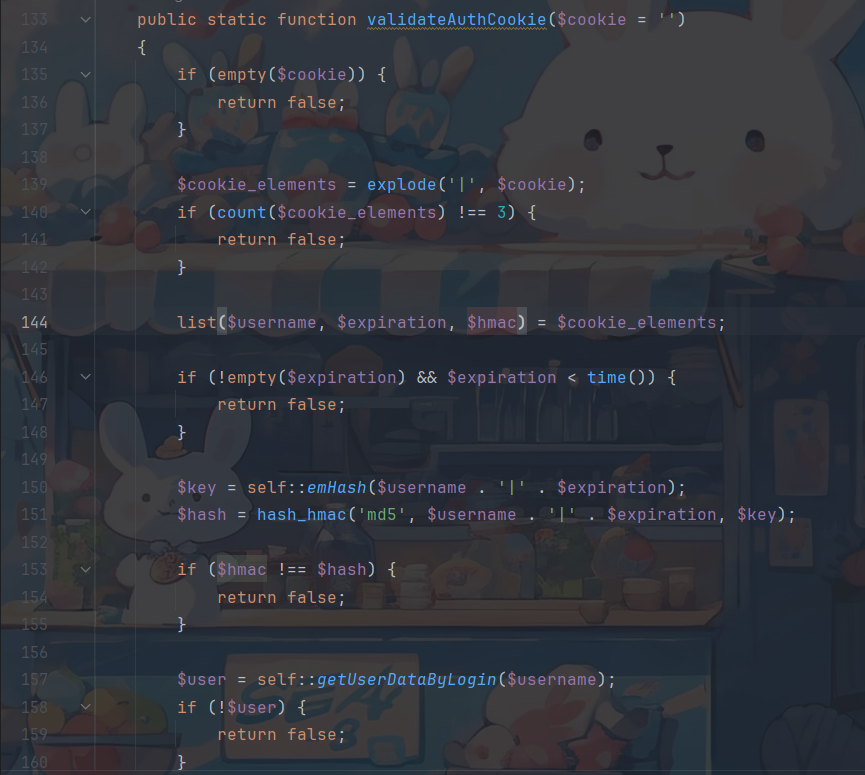 133 public static function validateAuthCookie($cookie = '')
134 {
135 if (empty($cookie)) {
136 return false;
137 }
138
139 $cookie_elements = explode('|', $cookie);
140 if (count($cookie_elements) !== 3) {
141 return false;
142 }
143
144 list($username, $expiration, $hmac) = $cookie_elements;
145
146 if (!empty($expiration) && $expiration < time()) {
147 return false;
148 }
149
150 $key = self::emHash($username . '|' . $expiration);
151 $hash = hash_hmac('md5', $username . '|' . $expiration, $key);
152
153 if ($hmac !== $hash) {
154 return false;
155 }
156
157 $user = self::getUserDataByLogin($username);
158 if (!$user) {
159 return false;
160 }